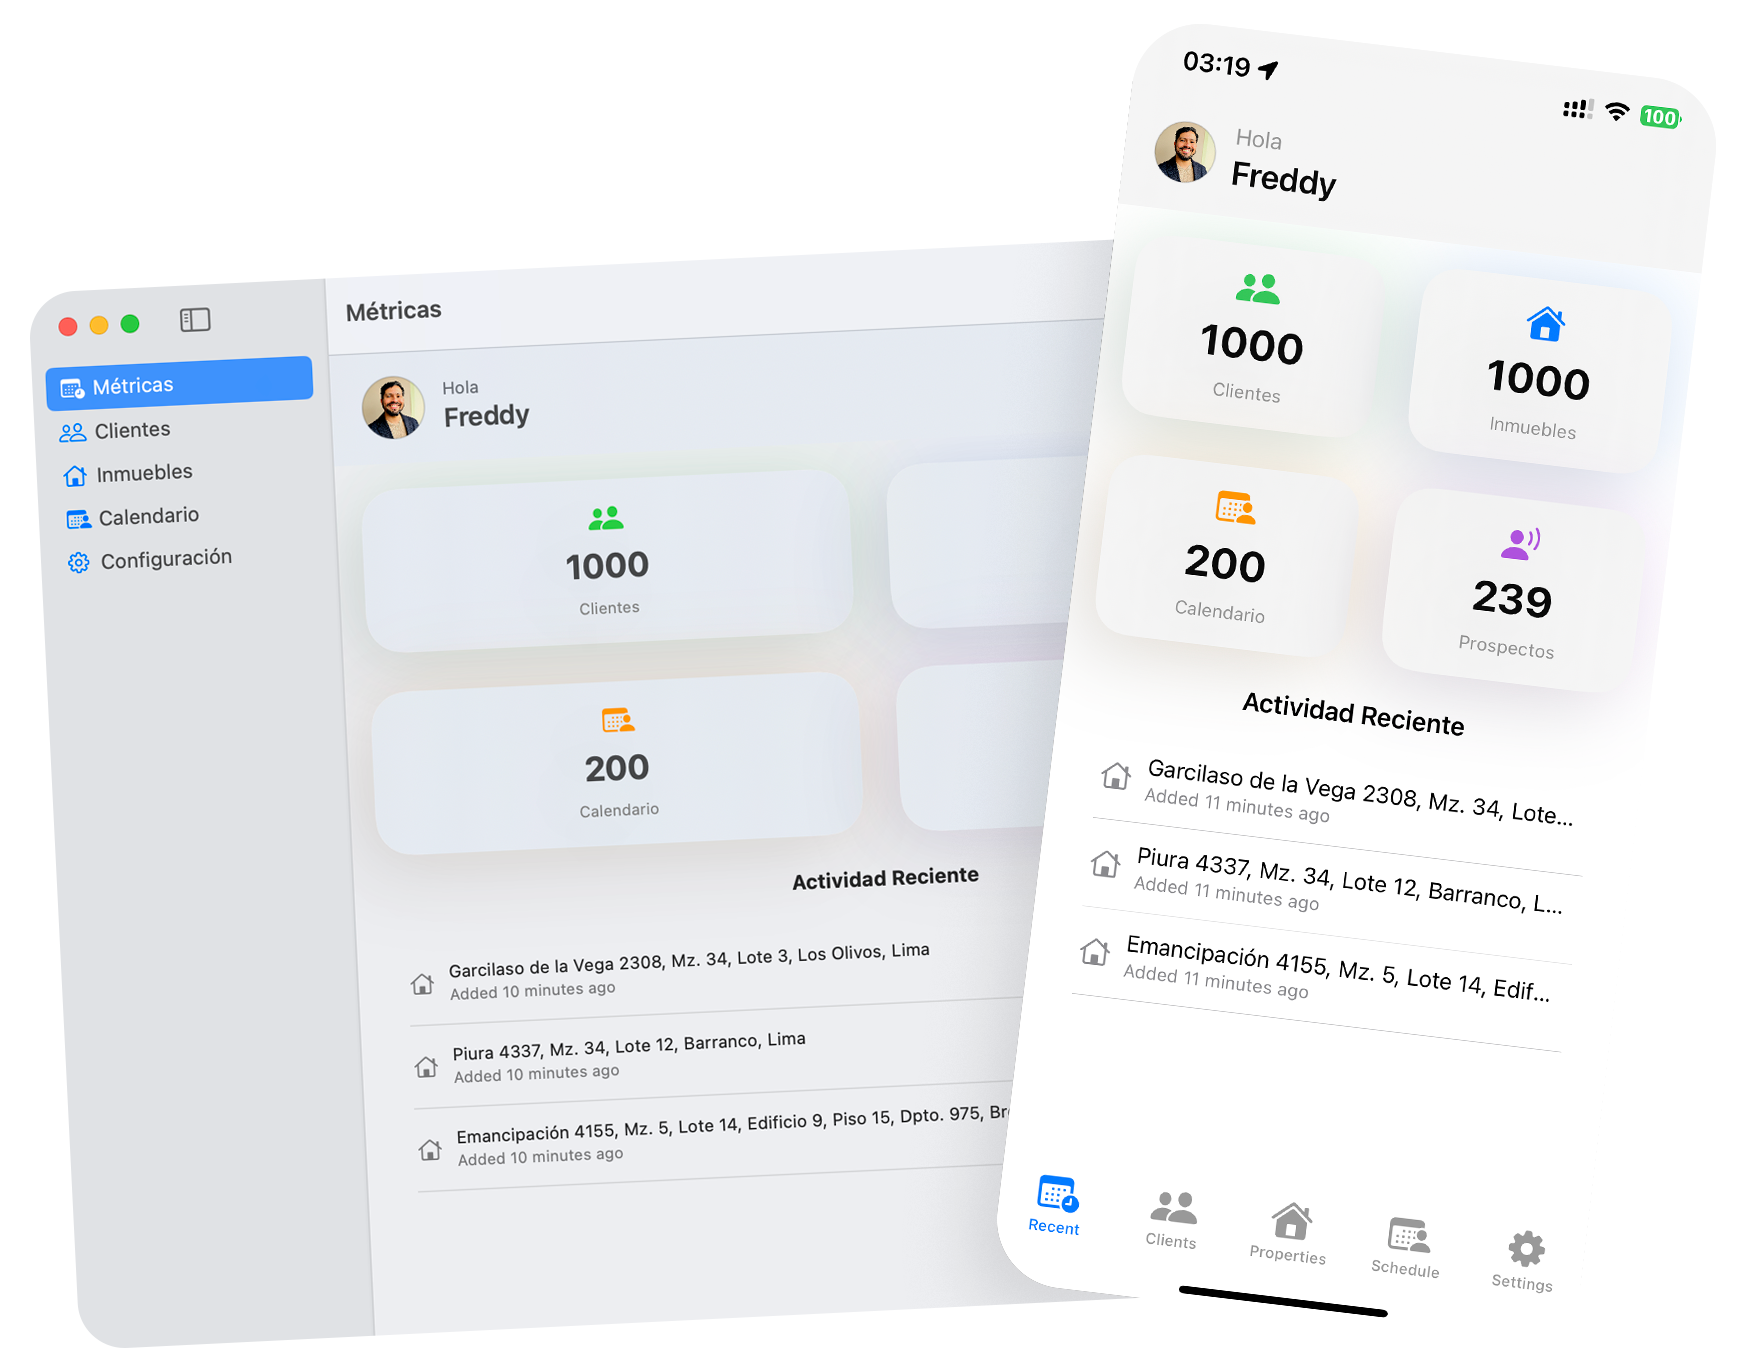 Métricas
Métricas
Clientes
Inmuebles
Calendario
Configuración
Hola
Freddy
1000
Clientes
200
Calendario
Actividad Reciente
Garcilaso de la Vega 2308, Mz. 34, Lote 3, Los Olivos, Lima
Added 10 minutes ago
Piura 4337, Mz. 34, Lote 12, Barranco, Lima
Added 10 minutes ago
Emancipación 4155, Mz. 5, Lote 14, Edificio 9, Piso 15, Dpto. 975, Br
Added 10 minutes ago
03:19
100
Hola
Freddy
1000
Clientes
1000
Inmuebles
200
Calendario
239
Prospectos
Actividad Reciente
Garcilaso de la Vega 2308, Mz. 34, Lote...
Added 11 minutes ago
Piura 4337, Mz. 34, Lote 12, Barranco, L...
Added 11 minutes ago
Emancipación 4155, Mz. 5, Lote 14, Edif...
Added 11 minutes ago
Recent
Clients
Properties
Schedule
Settings